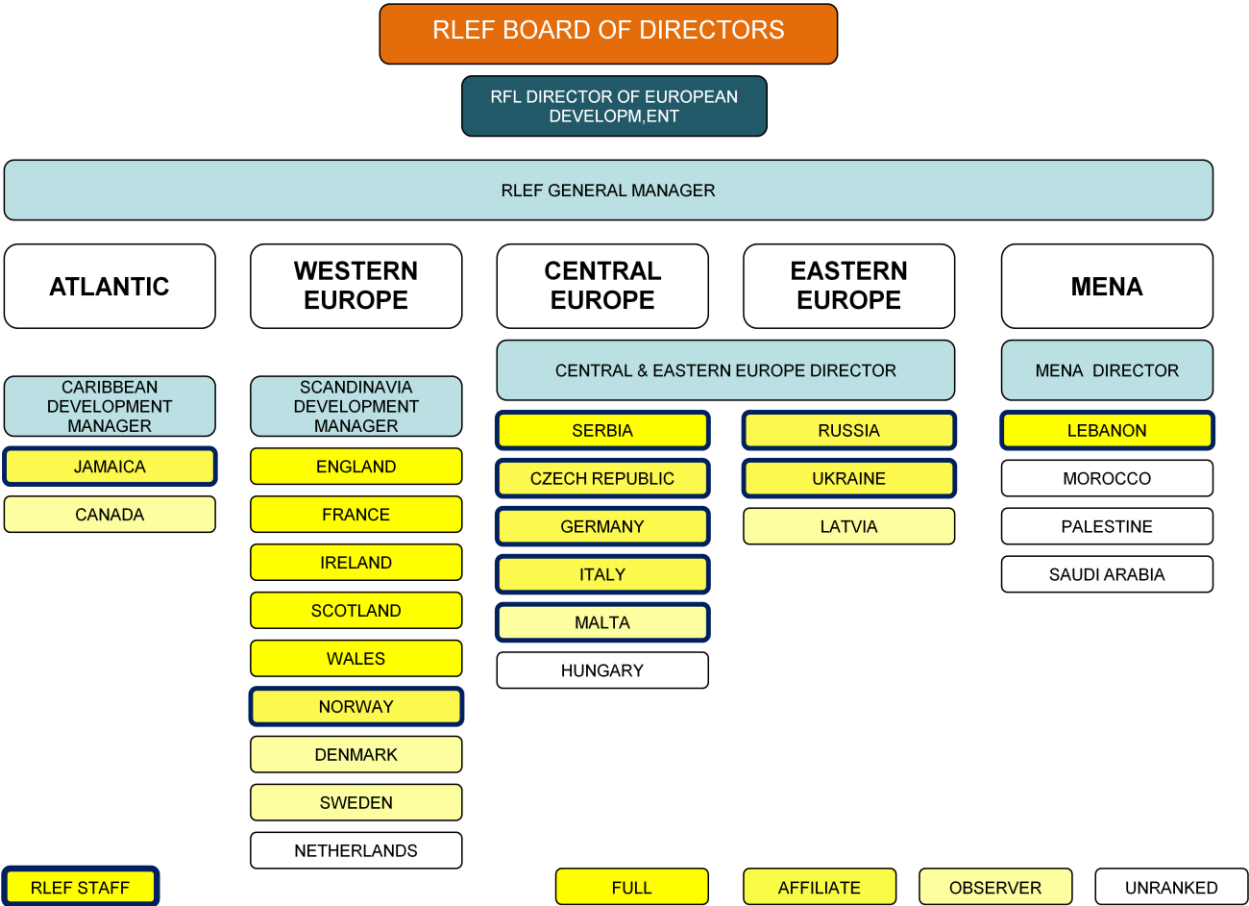 RLEF BOARD OF DIRECTORS
RFL DIRECTOR OF EUROPEAN
DEVELOPM,ENT
RLEF GENERAL MANAGER
ATLANTIC
WESTERN
EUROPE
CENTRAL
EUROPE
EASTERN
EUROPE
MENA
CARIBBEAN
DEVELOPMENT
MANAGER
SCANDINAVIA
DEVELOPMENT
MANAGER
CENTRAL & EASTERN EUROPE DIRECTOR
MENA DIRECTOR
JAMAICA
CANADA
ENGLAND
FRANCE
IRELAND
SCOTLAND
WALES
NORWAY
DENMARK
SWEDEN
NETHERLANDS
SERBIA
CZECH REPUBLIC
GERMANY
ITALY
MALTA
HUNGARY
RUSSIA
UKRAINE
LATVIA
LEBANON
MOROCCO
PALESTINE
SAUDI ARABIA
RLEF STAFF
FULL
AFFILIATE
OBSERVER
UNRANKED